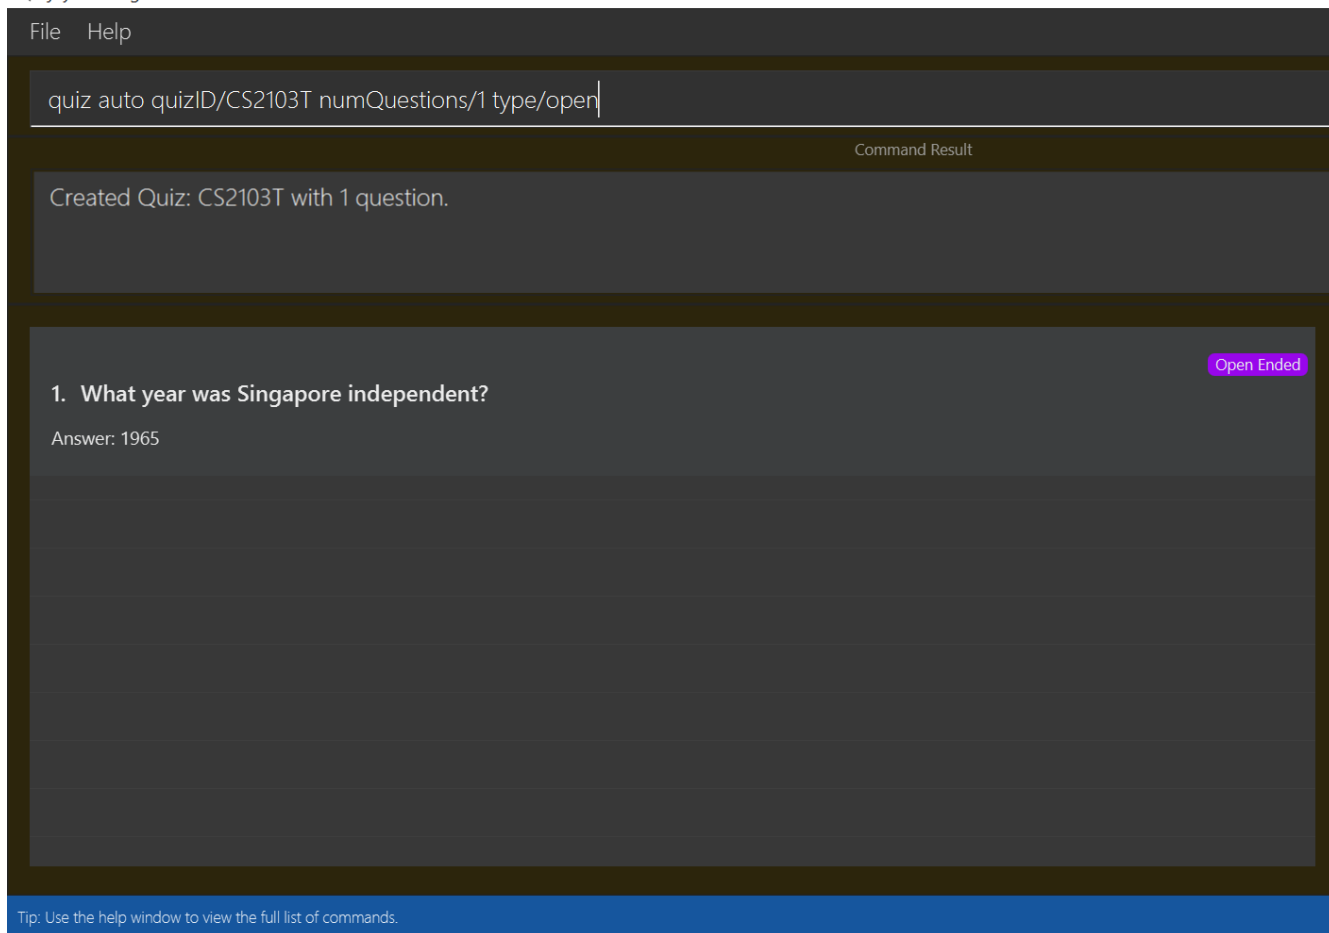 File Help
quiz auto quizID/CS2103T numQuestions/1 type/open
Command Result
Created Quiz: CS2103T with 1 question.
Open Ended
1. What year was Singapore independent?
Answer: 1965
Tip: Use the help window to view the full list of commands.